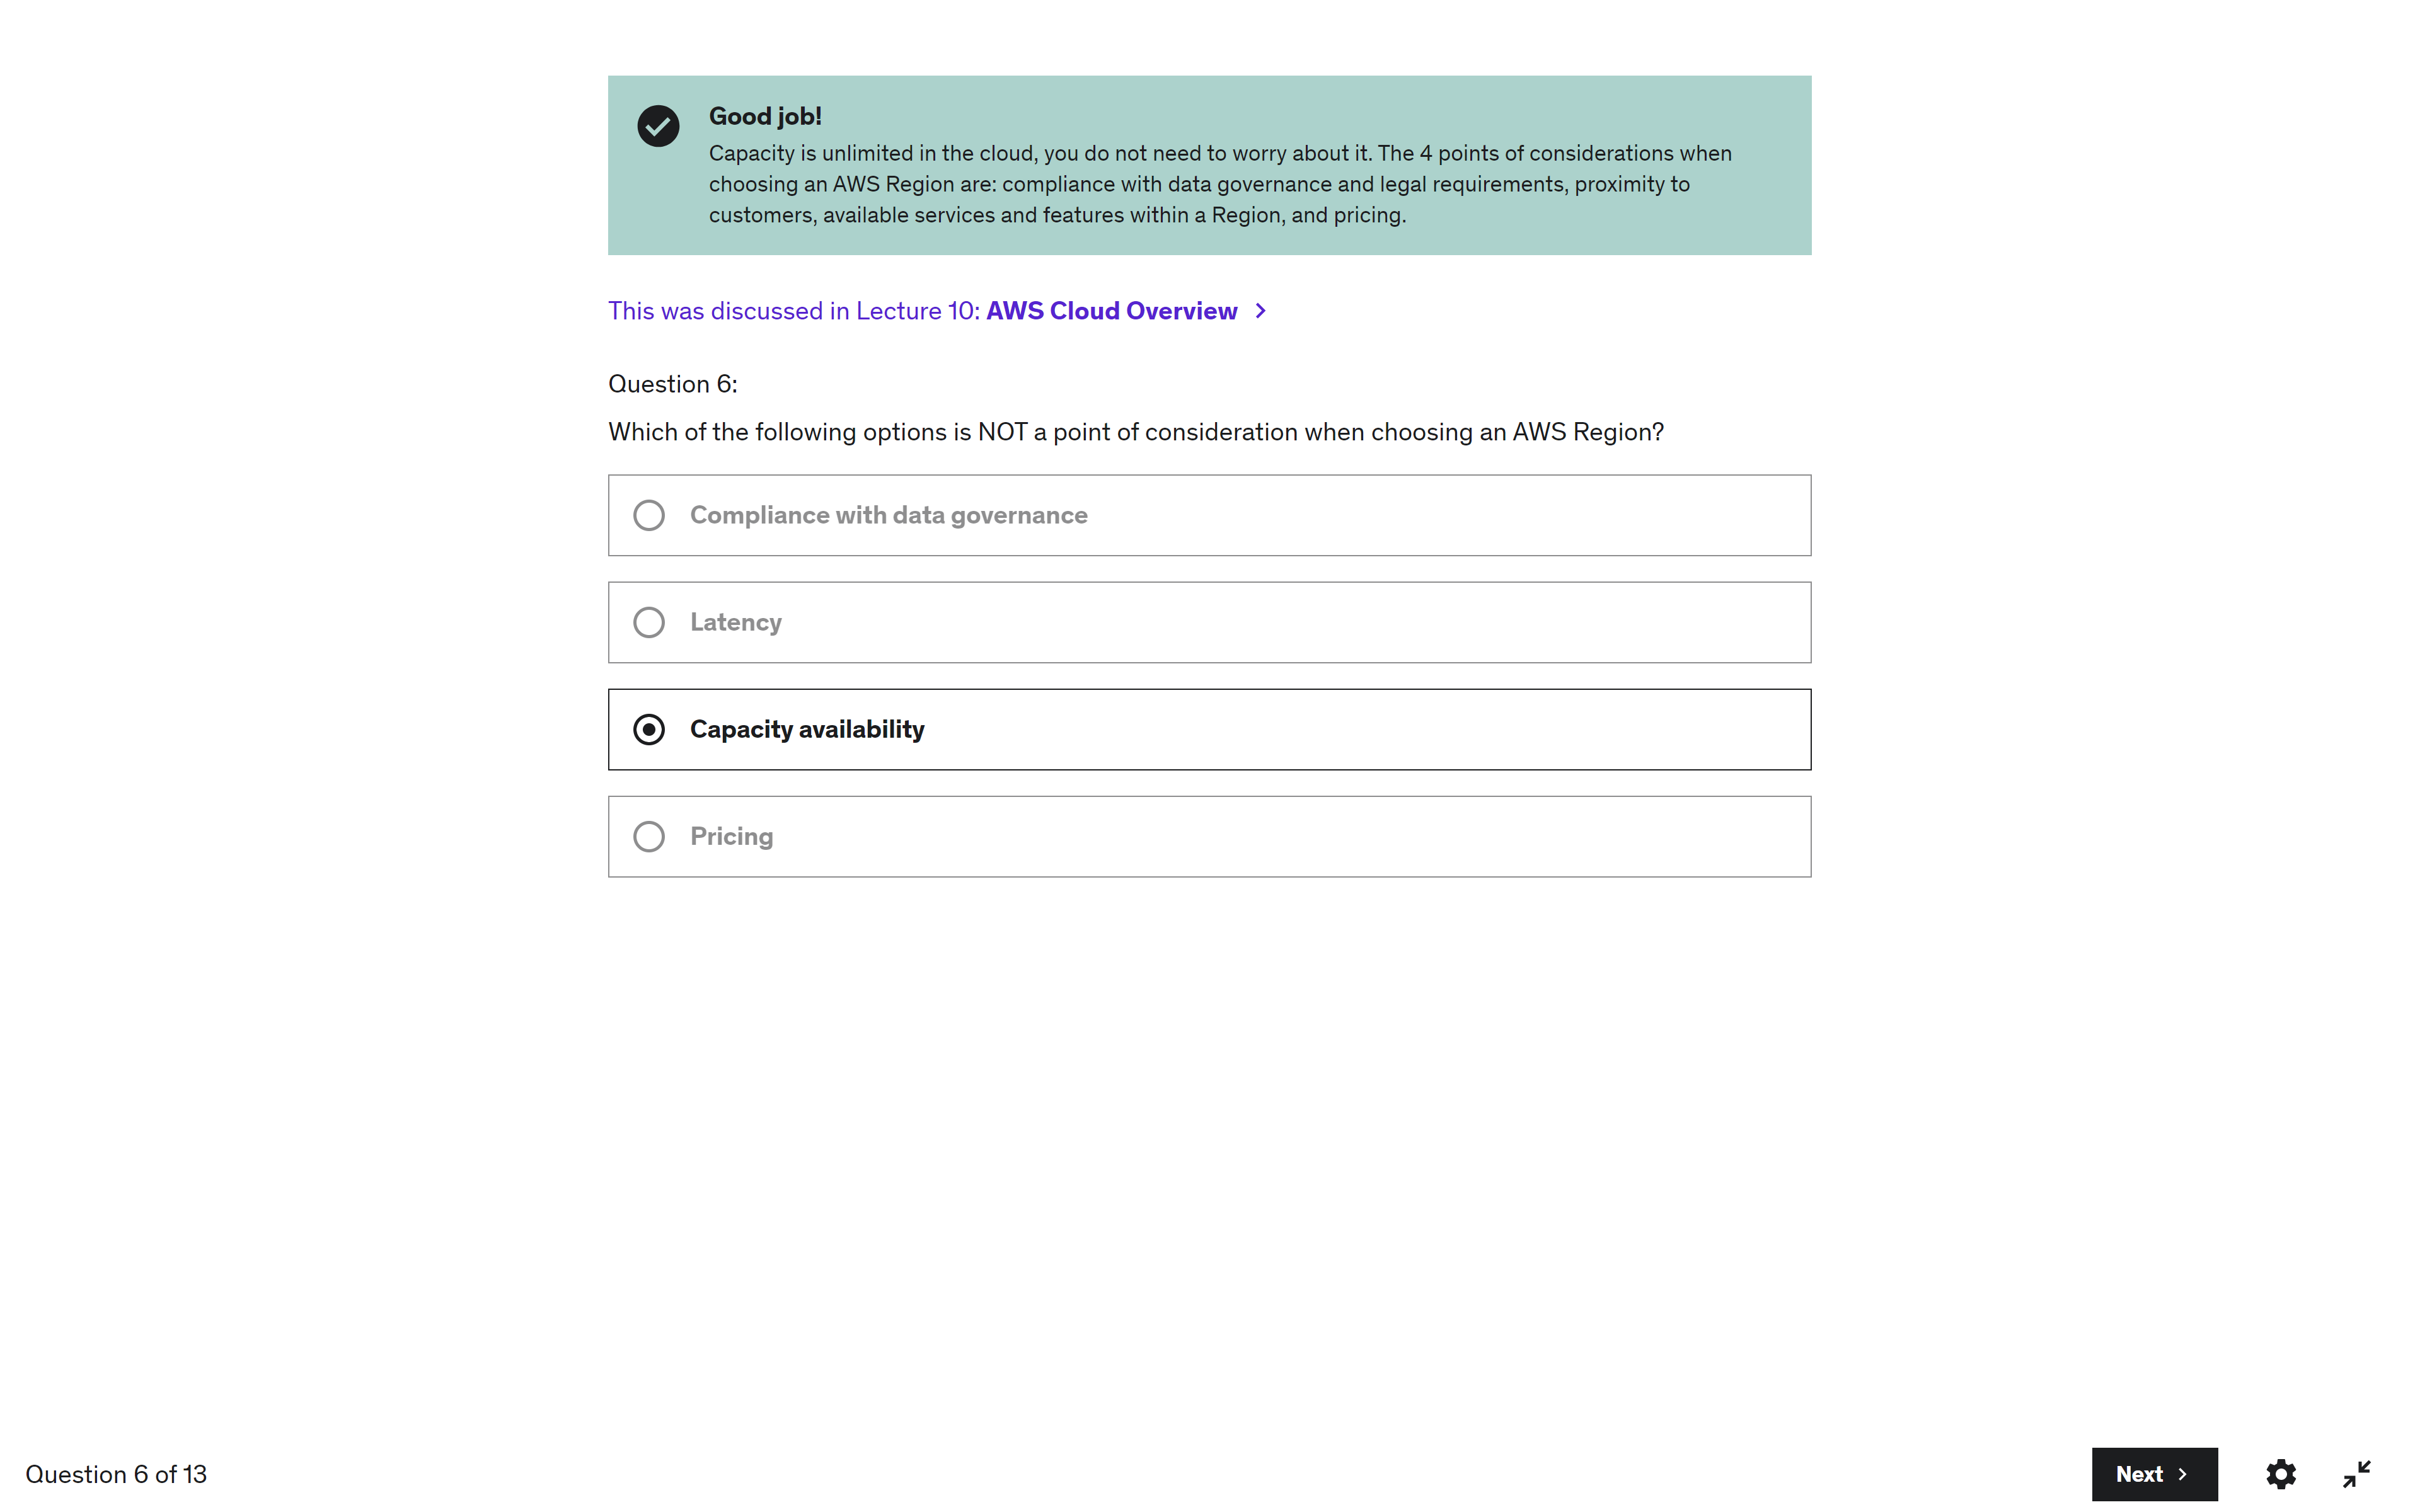 Good job!
Capacity is unlimited in the cloud, you do not need to worry about it. The 4 points of considerations when
choosing an AWS Region are: compliance with data governance and legal requirements, proximity to
customers, available services and features within a Region, and pricing.
This was discussed in Lecture 10: AWS Cloud Overview
Question 6:
Which of the following options is NOT a point of consideration when choosing an AWS Region?
Compliance with data governance
Latency
Capacity availability
Pricing
Question 6 of 13
Next